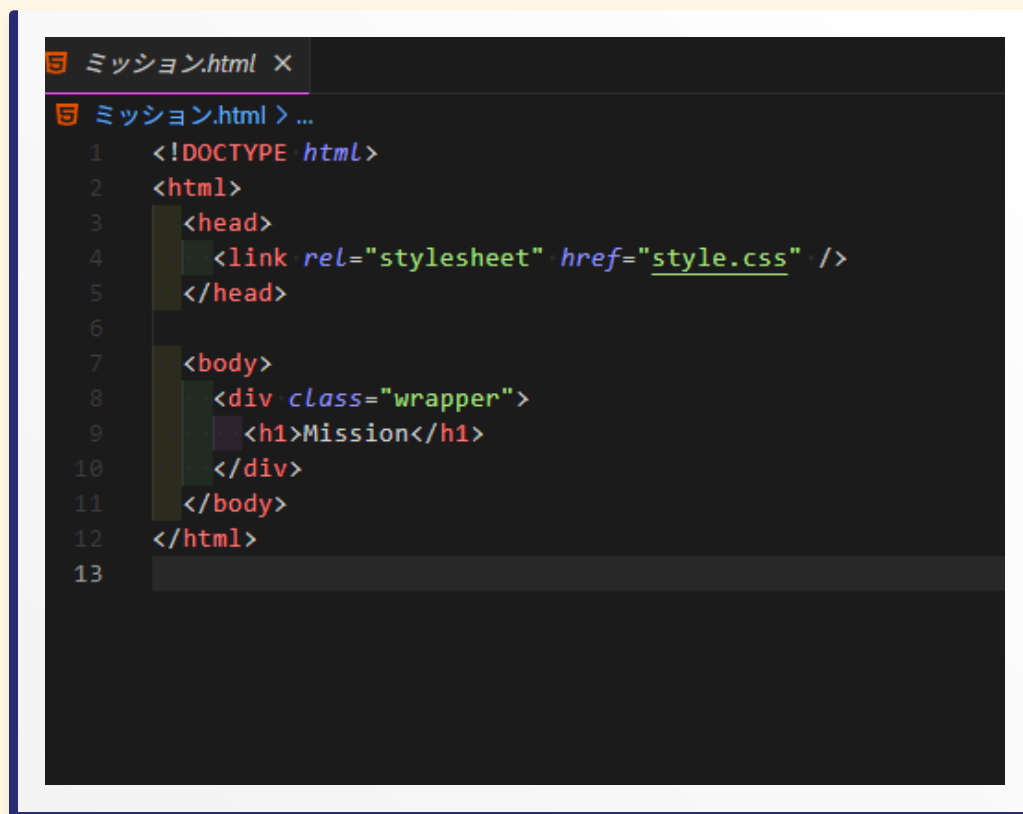 ミッション.html ×
ミッション.html > ...
1 <!DOCTYPE html>
2 <html>
3 <head>
4 <link rel="stylesheet" href="style.css" />
5 </head>
6
7 <body>
8 <div class="wrapper">
9 <h1>Mission</h1>
10 </div>
11 </body>
12 </html>
13